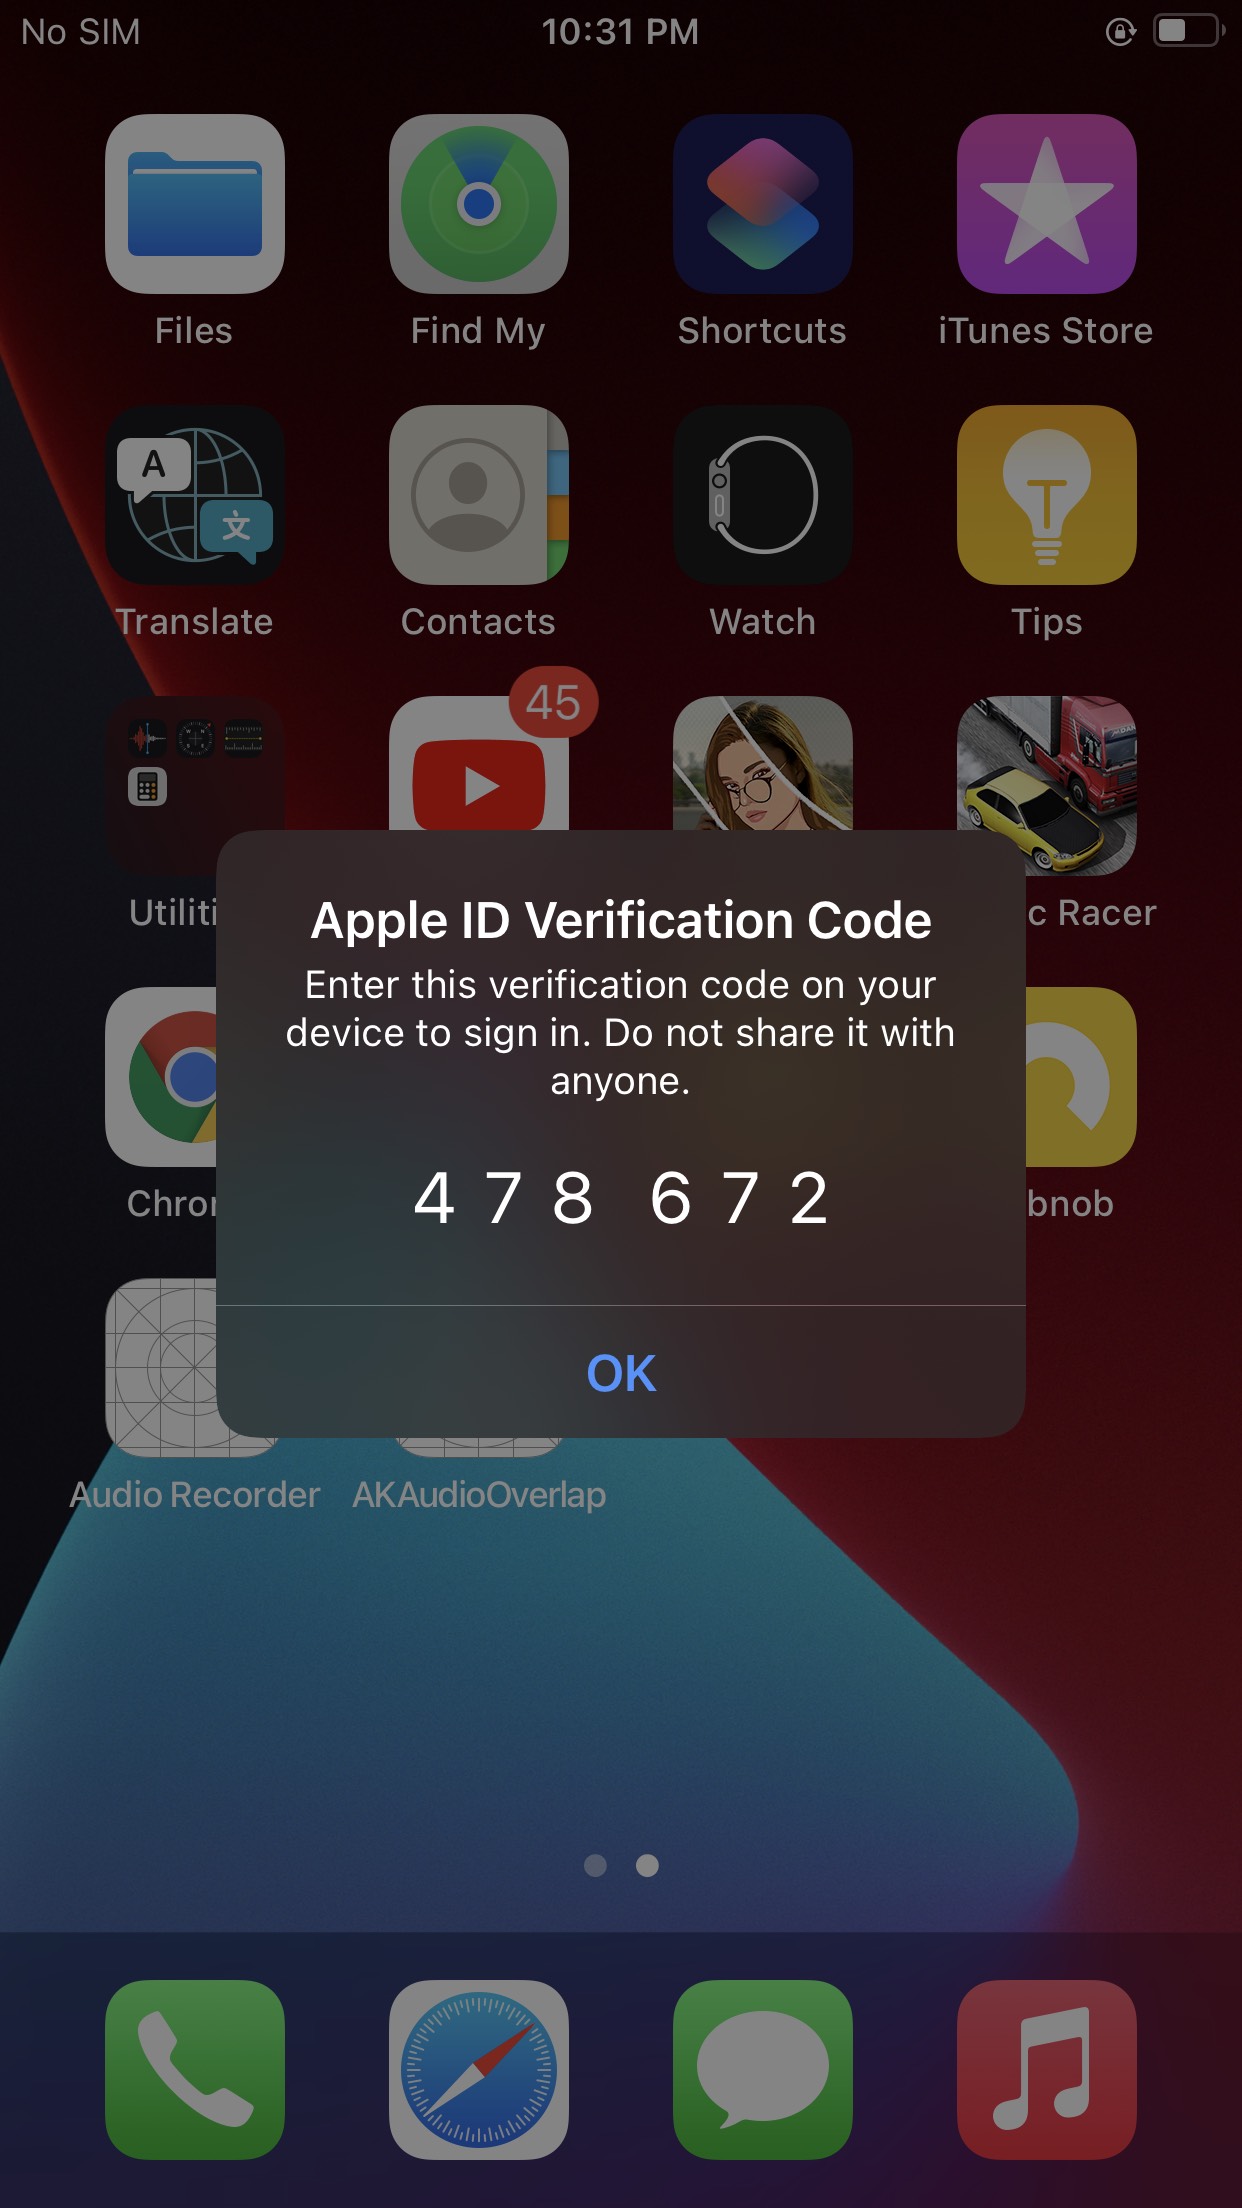 No SIM
10:31 PM
Files
Find My
Shortcuts
iTunes Store
A
文
Translate
Contacts
Watch
Tips
45
Utiliti
c Racer
Apple ID Verification Code
Enter this verification code on your
device to sign in. Do not share it with
anyone.
478 672
OK
Chror
bnob
Audio Recorder
AKAudioOverlap